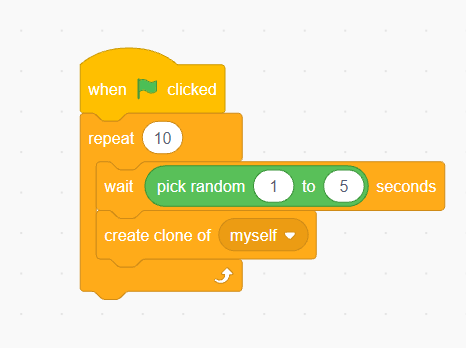 when clicked
repeat 10
wait pick random 1 to 5 seconds
create clone of myself